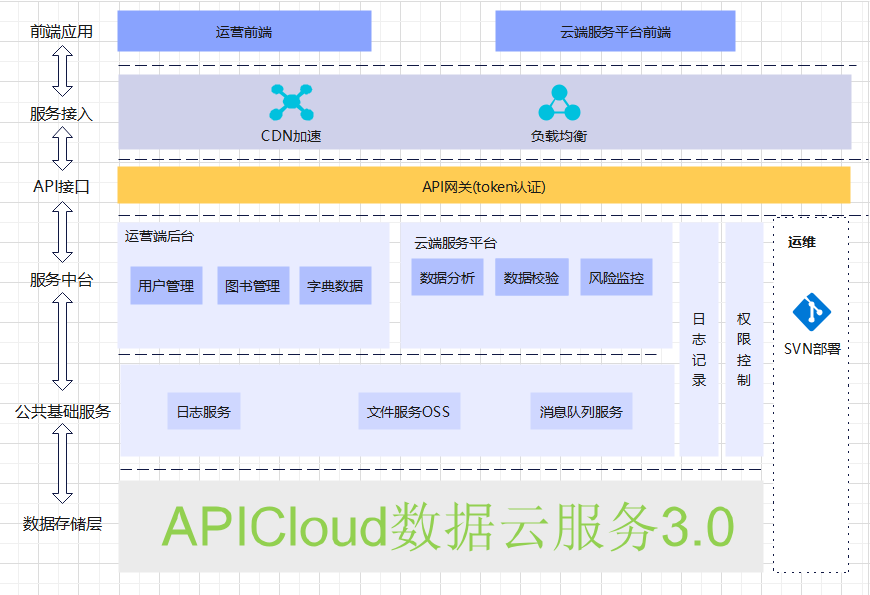 前端应用
运营前端
云端服务平台前端
服务接入
CDN加速
负载均衡
API接口
API网关(token认证)
服务中台
运营端后台
用户管理
图书管理
字典数据
云端服务平台
数据分析
数据校验
风险监控
日志记录
权限控制
运维
SVN部署
公共基础服务
日志服务
文件服务OSS
消息队列服务
数据存储层
APICloud数据云服务3.0